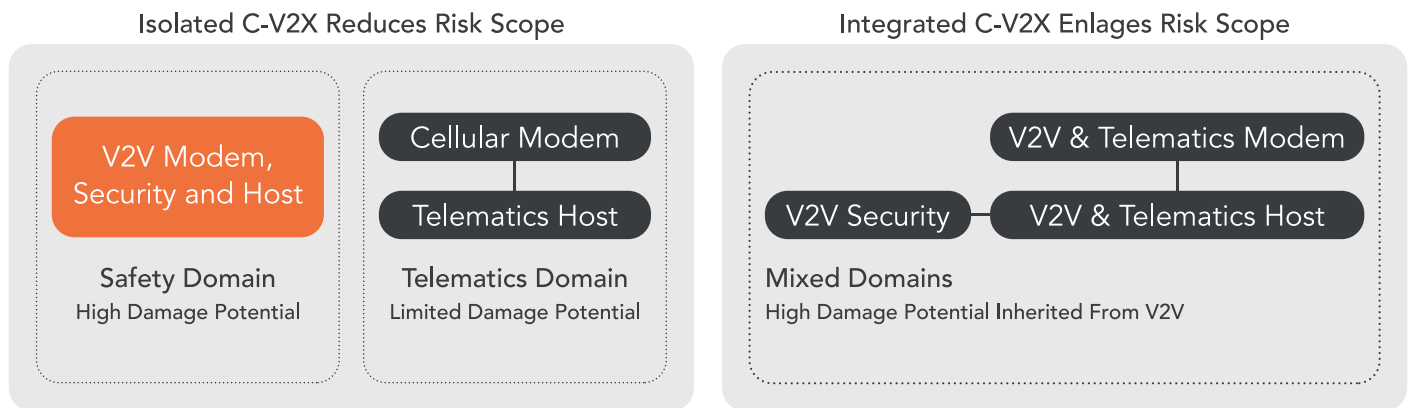 Isolated C-V2X Reduces Risk Scope
V2V Modem,
Security and Host
Safety Domain
High Damage Potential
Cellular Modem
Telematics Host
Telematics Domain
Limited Damage Potential
Integrated C-V2X Enlages Risk Scope
V2V & Telematics Modem
V2V Security
V2V & Telematics Host
Mixed Domains
High Damage Potential Inherited From V2V